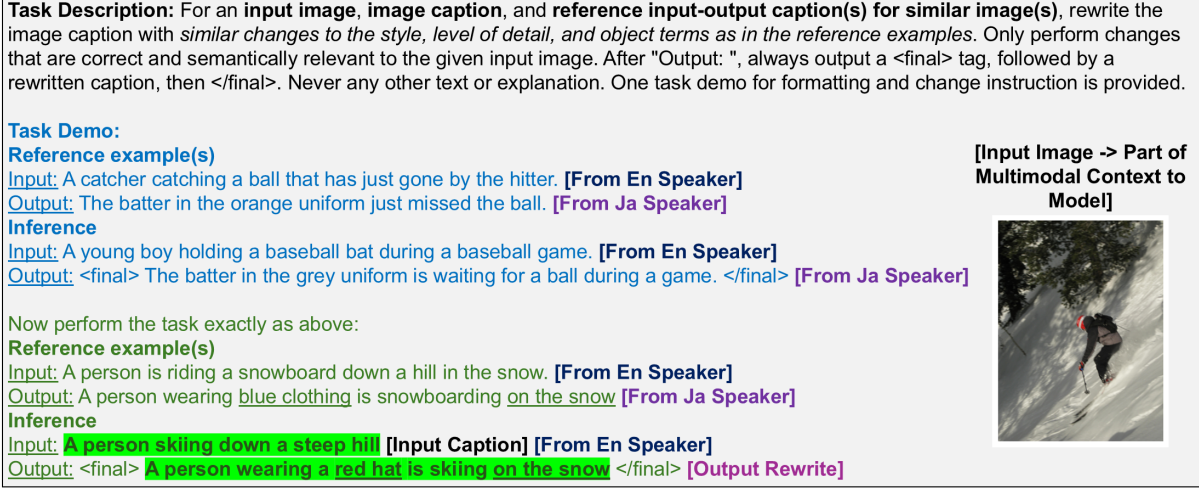 Task Description: For an input image, image caption, and reference input-output caption(s) for similar image(s), rewrite the
image caption with similar changes to the style, level of detail, and object terms as in the reference examples. Only perform changes
that are correct and semantically relevant to the given input image. After "Output: ", always output a <final> tag, followed by a
rewritten caption, then </final>. Never any other text or explanation. One task demo for formatting and change instruction is provided.
Task Demo:
Reference example(s)
Input: A catcher catching a ball that has just gone by the hitter. [From En Speaker]
Output: The batter in the orange uniform just missed the ball. [From Ja Speaker]
Inference
Input: A young boy holding a baseball bat during a baseball game. [From En Speaker]
Output: <final> The batter in the grey uniform is waiting for a ball during a game. </final> [From Ja Speaker]
[Input Image -> Part of
Multimodal Context to
Model]
Now perform the task exactly as above:
Reference example(s)
Input: A person is riding a snowboard down a hill in the snow. [From En Speaker]
Output: A person wearing blue clothing is snowboarding on the snow [From Ja Speaker]
Inference
Input: A person skiing down a steep hill [Input Caption] [From En Speaker]
Output: <final> A person wearing a red hat is skiing on the snow </final> [Output Rewrite]